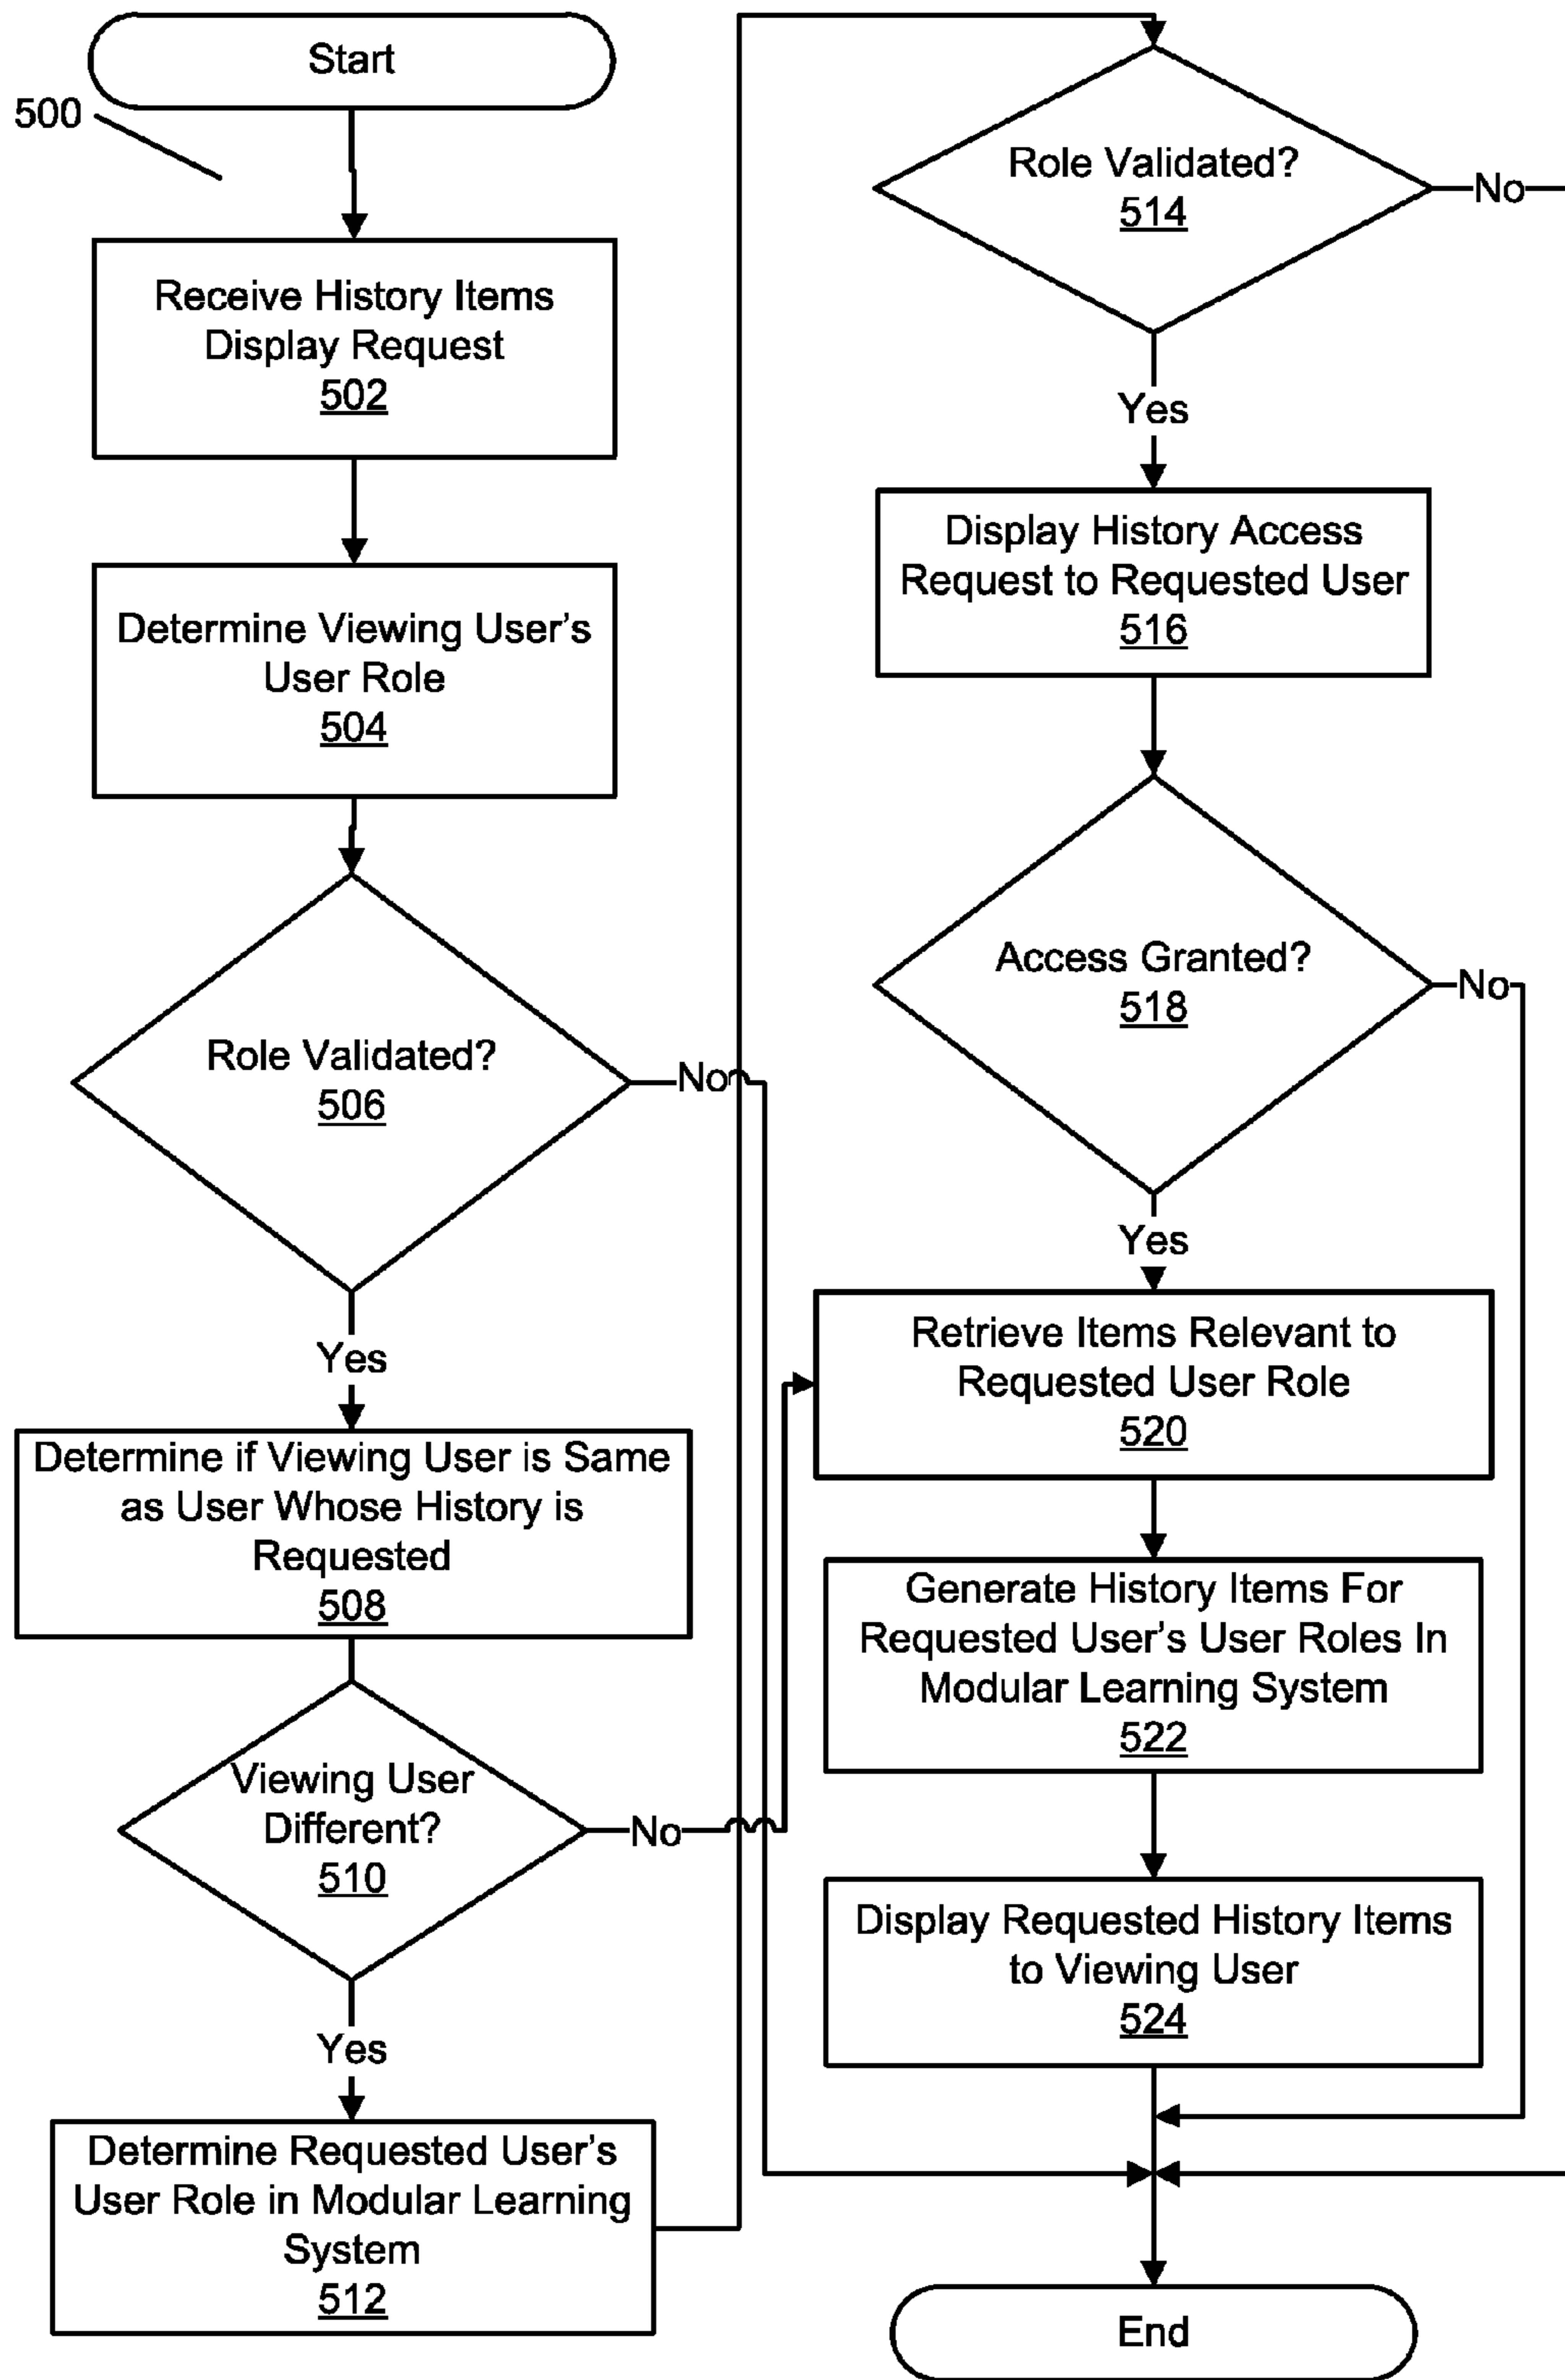 Start
500
Receive History Items
Display Request
502
Determine Viewing User's
User Role
504
Role Validated?
506
No
Yes
Determine if Viewing User is Same
as User Whose History is
Requested
508
Viewing User
Different?
510
No
Yes
Determine Requested User's
User Role in Modular Learning
System
512
Role Validated?
514
No
Yes
Display History Access
Request to Requested User
516
Access Granted?
518
No
Yes
Retrieve Items Relevant to
Requested User Role
520
Generate History Items For
Requested User's User Roles In
Modular Learning System
522
Display Requested History Items
to Viewing User
524
End